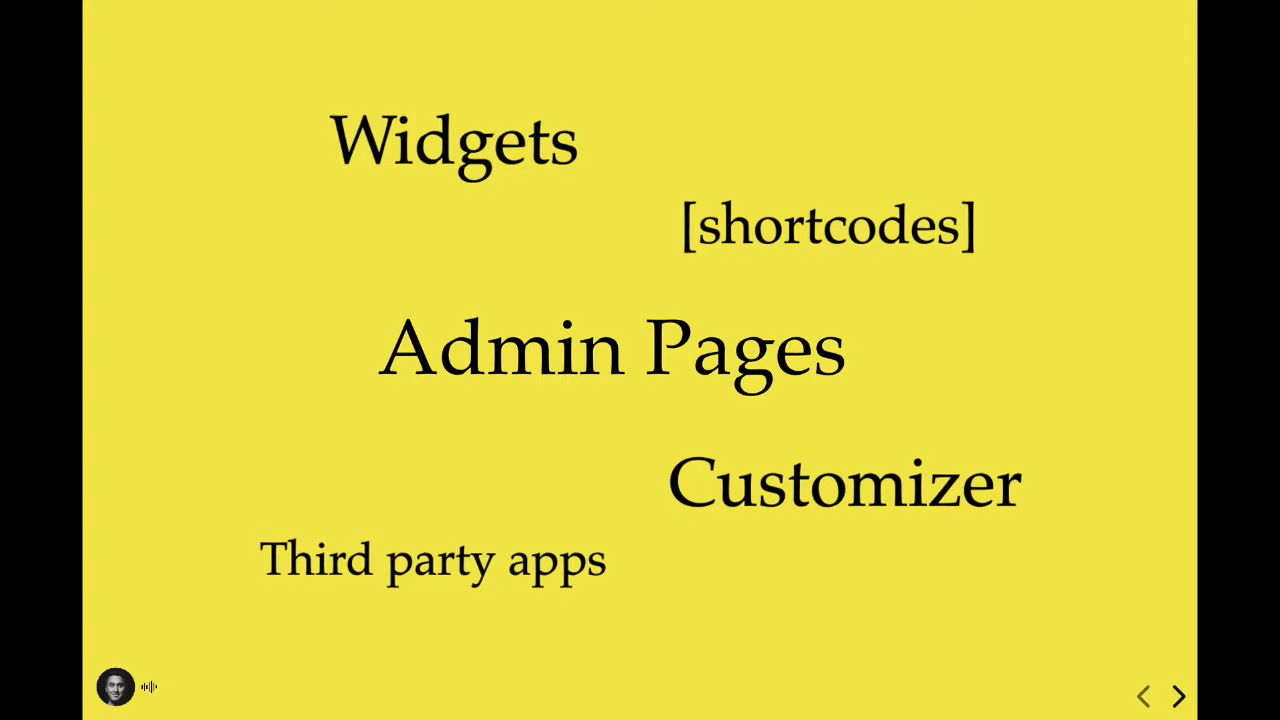 Widgets
[shortcodes]
Admin Pages
Customizer
Third party apps